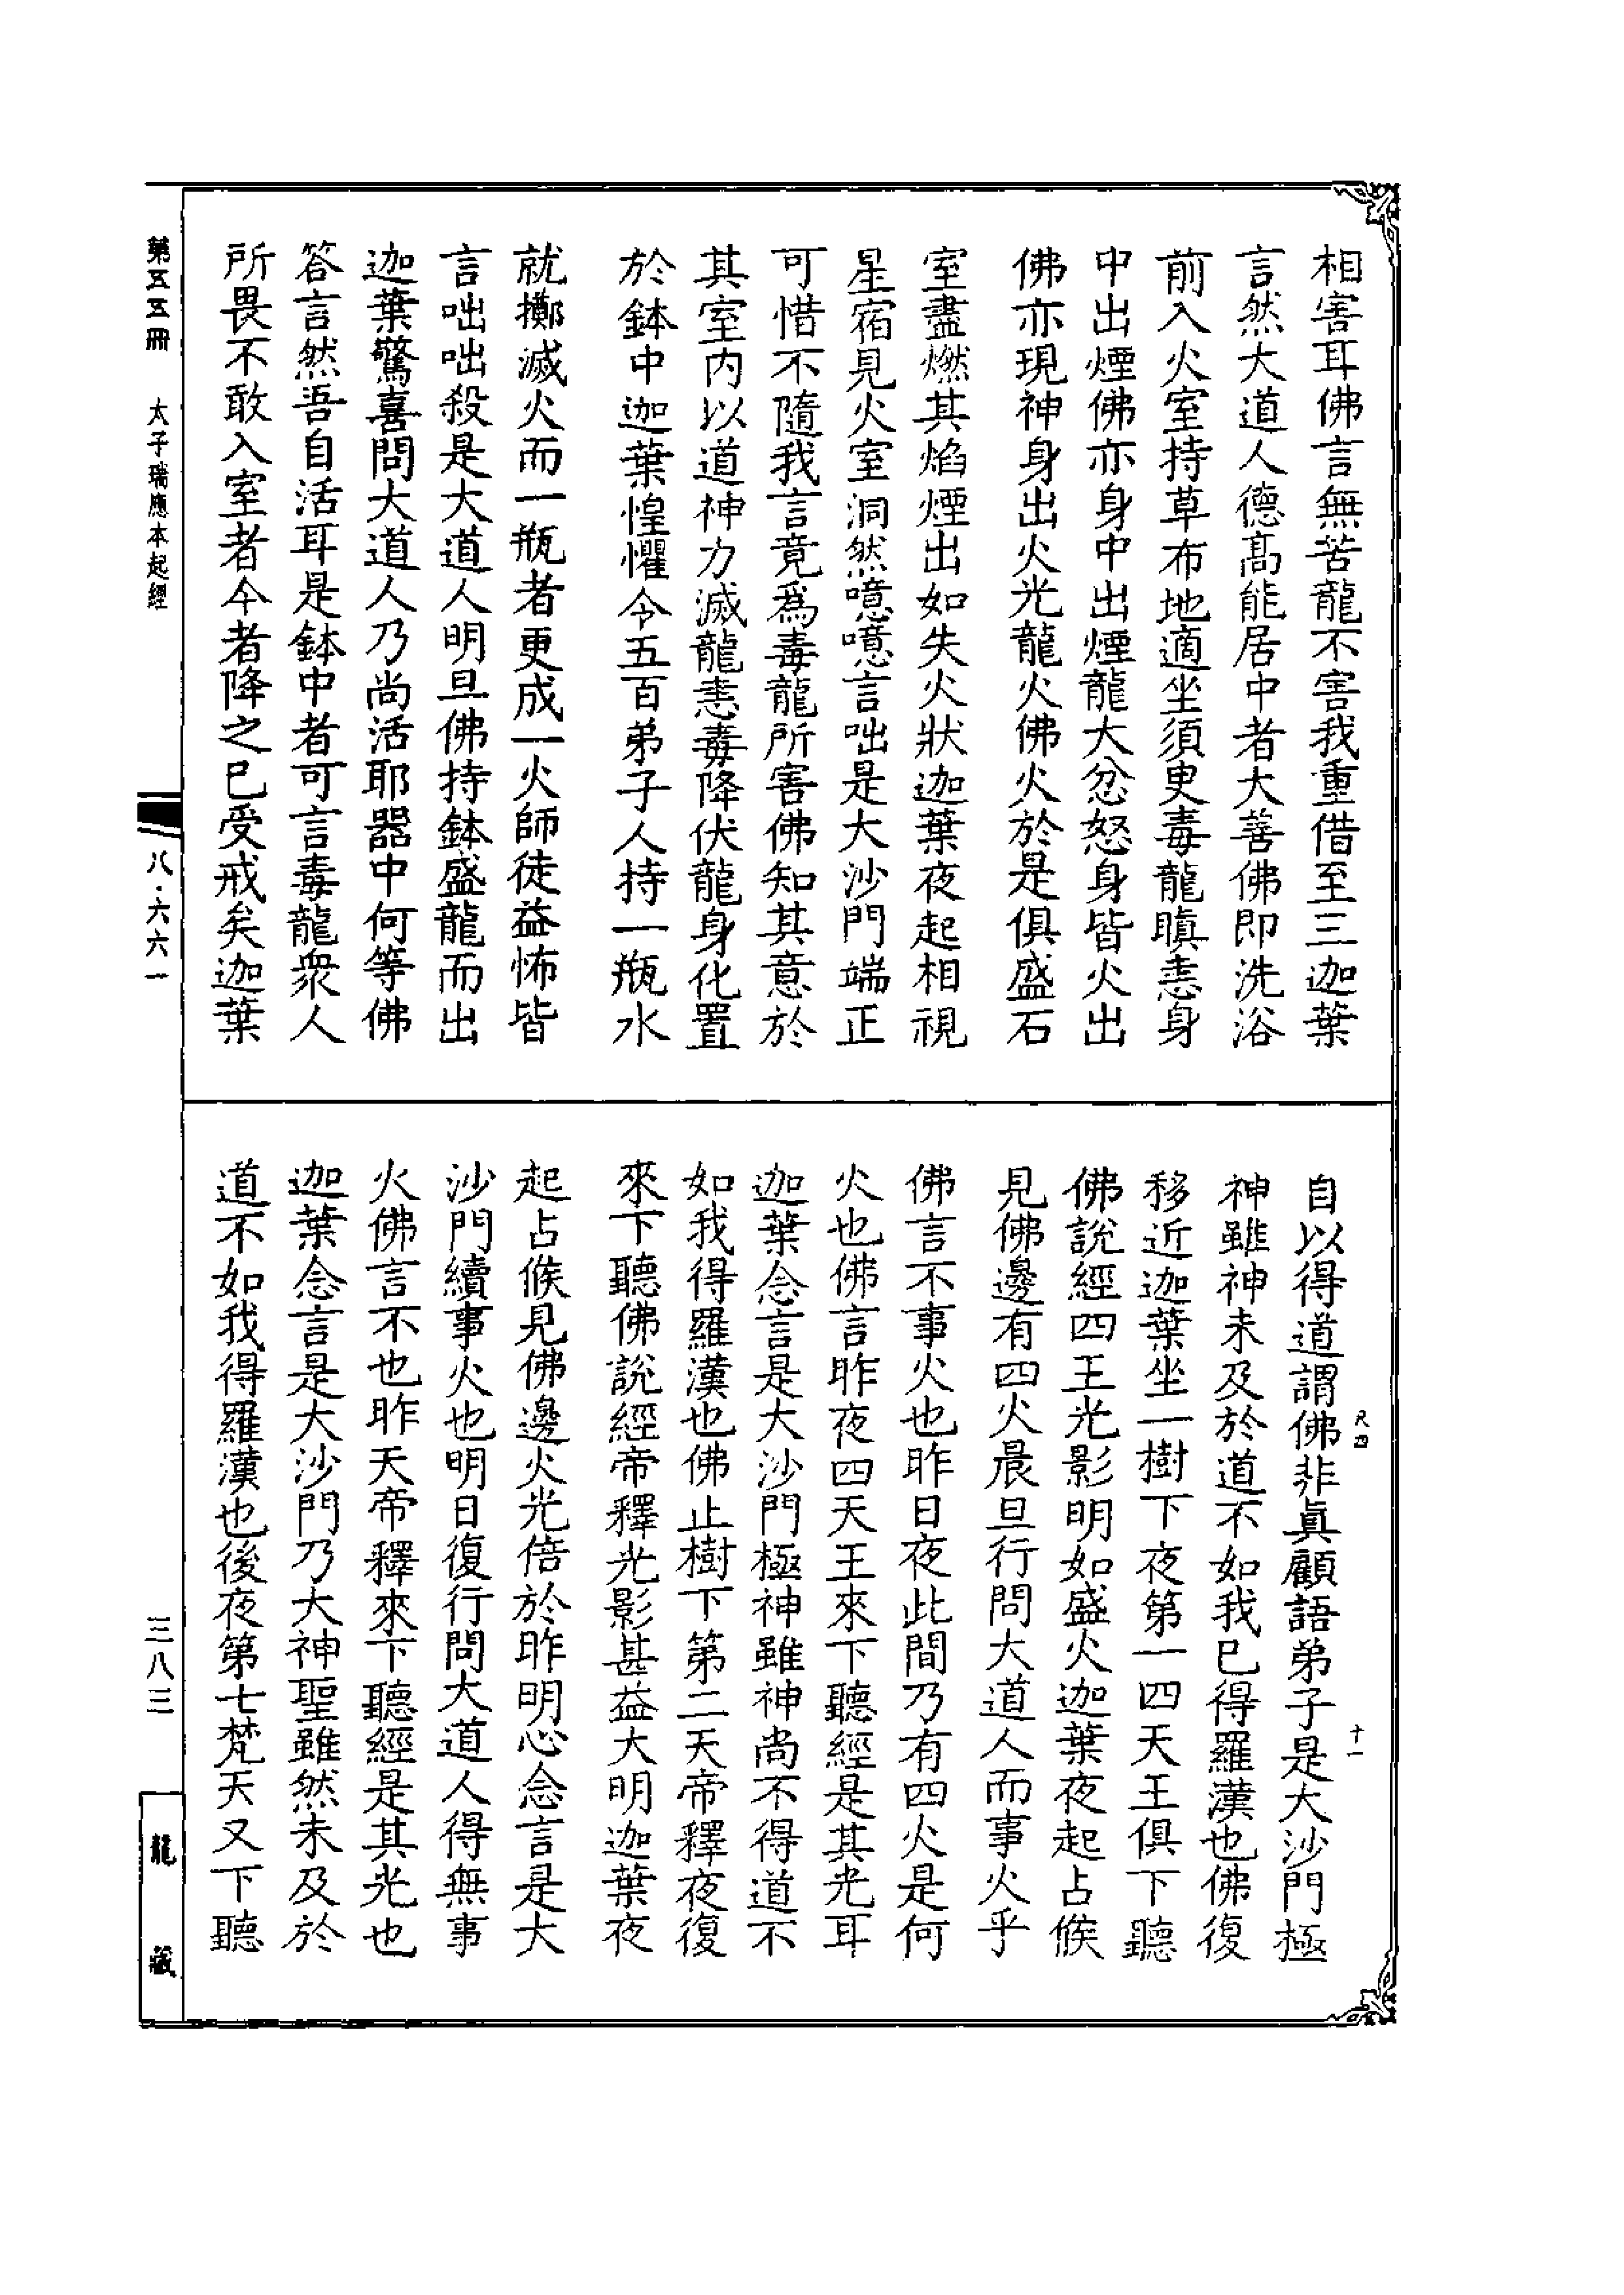 相害耳佛言無苦龍不害我重借至三迦葉
言然大道人德高能居中者大善佛即洗浴
前入火室持草布地適坐須臾毒龍瞋恚身
中出煙佛亦身中出煙龍大忿怒身皆火出
佛亦現神身出火光龍火佛火於是俱盛石
室盡燃其焰煙出如失火狀迦葉夜起相視
星宿見火室洞然噫噫言咄是大沙門端正
可惜不隨我言竟為毒龍所害佛知其意於
其室內以道神力滅龍恚毒降伏龍身化置
於鉢中迦葉惶懼令五百弟子人持一瓶水
就擲滅火而一瓶者更成一火師徒益怖皆
言咄咄殺是大道人明旦佛持鉢盛龍而出
迦葉驚喜問大道人乃尚活耶器中何等佛
答言然吾自活耳是鉢中者可言毒龍衆人
所畏不敢入室者今者降之已受戒矣迦葉
自以得道謂佛非眞顧語弟子是大沙門極
神雖神未及於道不如我已得羅漢也佛復
移近迦葉坐一樹下夜第一四天王俱下聽
佛說經四王光影明如盛火迦葉夜起占候
見佛邊有四火晨旦行問大道人而事火乎
佛言不事火也昨日夜此間乃有四火是何
火也佛言昨夜四天王來下聽經是其光耳
迦葉念言是大沙門極神雖神尚不得道不
如我得羅漢也佛止樹下第二天帝釋夜復
來下聽佛說經帝釋光影甚益大明迦葉夜
起占候見佛邊火光倍於昨明心念言是大
沙門續事火也明日復行問大道人得無事
火佛言不也昨天帝釋來下聽經是其光也
迦葉念言是大沙門乃大神聖雖然未及於
道不如我得羅漢也後夜第七梵天又下聽
尺四
十一
第五五冊 太子瑞應本起經
八·六六一
三八三
龍藏